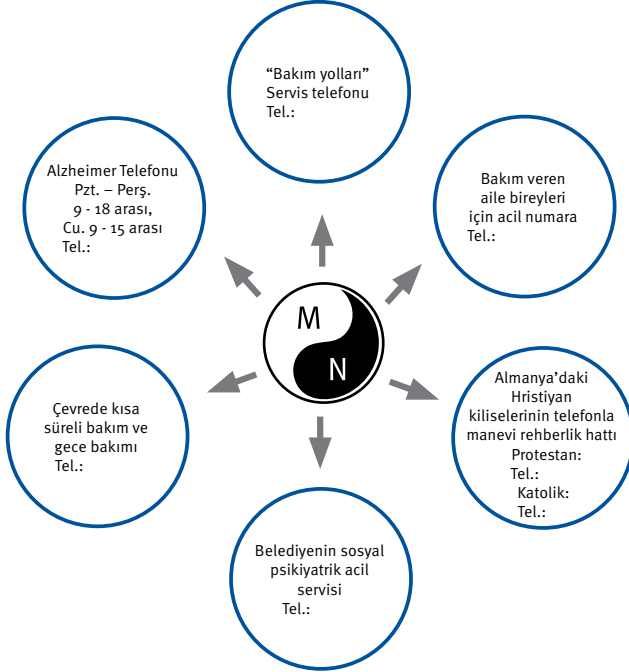 “Bakım yolları”
Servis telefonu
Tel.:
Alzheimer Telefonu
Pzt. – Perş.
9 - 18 arası,
Cu. 9 - 15 arası
Tel.:
Bakım veren
aile bireyleri
için acil numara
Tel.:
M
N
Çevrede kısa
süreli bakım ve
gece bakımı
Tel.:
Almanya’daki
Hristiyan
kiliselerinin telefonla
manevi rehberlik hattı
Protestan:
Tel.:
Katolik:
Tel.:
Belediyenin sosyal
psikiyatrik acil
servisi
Tel.: